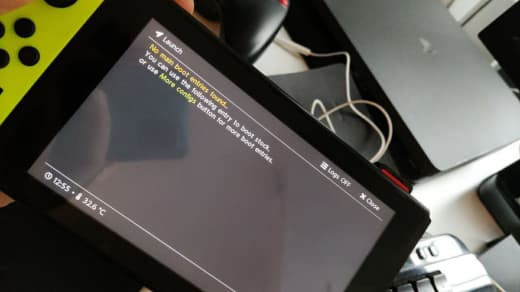 Launch
No main boot entries found..
You can use the following entry to boot stock,
or use More configs button for more boot entries.
Logs OFF
Close
12:55 • 32.6 °C